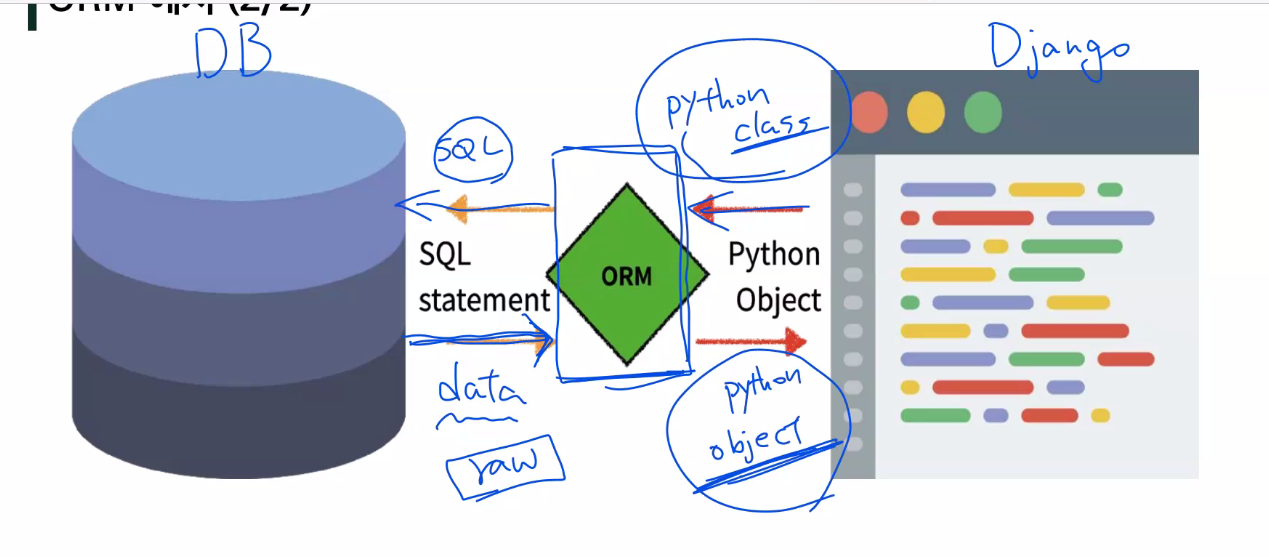 ORM 예시 (2/2)
DB
Django
python
class
SQL
SQL
statement
ORM
Python
Object
data
raw
python
object